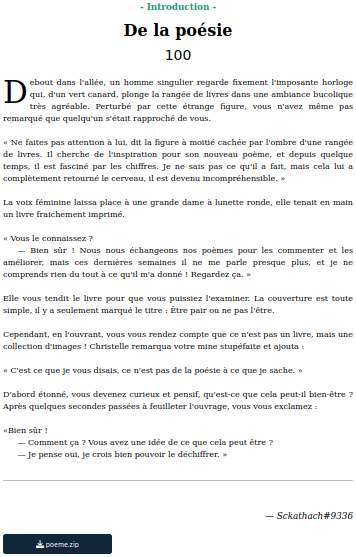 - Introduction -
De la poésie
100
Debout dans l'allée, un homme singulier regarde fixement l'imposante horloge
qui, d'un vert canard, plonge la rangée de livres dans une ambiance bucolique
très agréable. Perturbé par cette étrange figure, vous n'avez même pas
remarqué que quelqu'un s'était rapproché de vous.
« Ne faites pas attention à lui, dit la figure à moitié cachée par l'ombre d'une rangée
de livres. Il cherche de l'inspiration pour son nouveau poème, et depuis quelque
temps, il est fasciné par les chiffres. Je ne sais pas ce qu'il a fait, mais cela lui a
complètement retourné le cerveau, il est devenu incompréhensible. »
La voix féminine laissa place à une grande dame à lunette ronde, elle tenait en main
un livre fraichement imprimé.
« Vous le connaissez ?
— Bien sûr ! Nous nous échangeons nos poèmes pour les commenter et les
améliorer, mais ces dernières semaines il ne me parle presque plus, et je ne
comprends rien du tout à ce qu'il m'a donné ! Regardez ça. »
Elle vous tendit le livre pour que vous puissiez l'examiner. La couverture est toute
simple, il y a seulement marqué le titre : Être pair ou ne pas l'être.
Cependant, en l'ouvrant, vous vous rendez compte que ce n'est pas un livre, mais une
collection d'images ! Christelle remarqua votre mine stupéfaite et ajouta :
« C'est ce que je vous disais, ce n'est pas de la poésie à ce que je sache. »
D'abord étonné, vous devenez curieux et pensif, qu'est-ce que cela peut-il bien-être ?
Après quelques secondes passées à feuilleter l'ouvrage, vous vous exclamez :
«Bien sûr !
— Comment ça ? Vous avez une idée de ce que cela peut être ?
— Je pense oui, je crois bien pouvoir le déchiffrer. »
— Sckathach#9336
poeme.zip